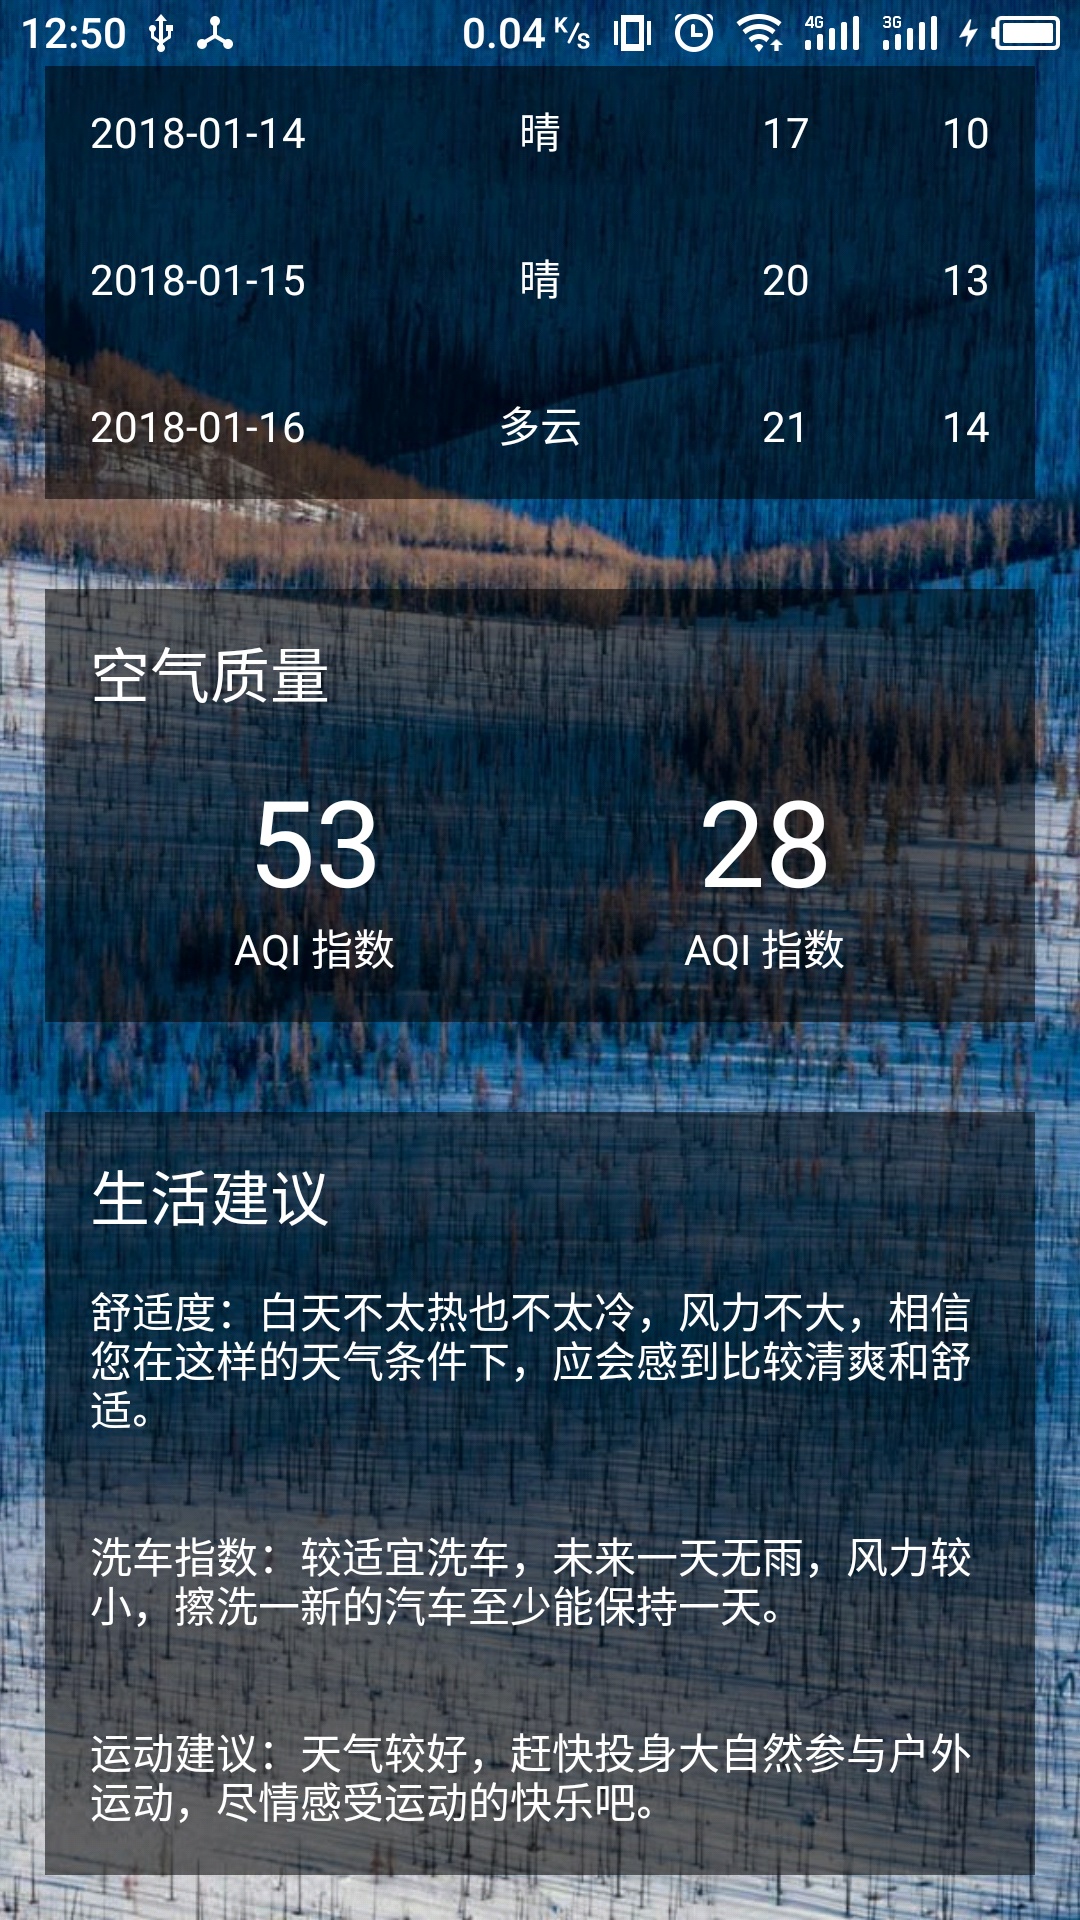 12:50 0.04 K/s 4G 3G
2018-01-14 晴 17 10
2018-01-15 晴 20 13
2018-01-16 多云 21 14
空气质量
53 28
AQI 指数 AQI 指数
生活建议
舒适度：白天不太热也不太冷，风力不大，相信
您在这样的天气条件下，应会感到比较清爽和舒
适。
洗车指数：较适宜洗车，未来一天无雨，风力较
小，擦洗一新的汽车至少能保持一天。
运动建议：天气较好，赶快投身大自然参与户外
运动，尽情感受运动的快乐吧。